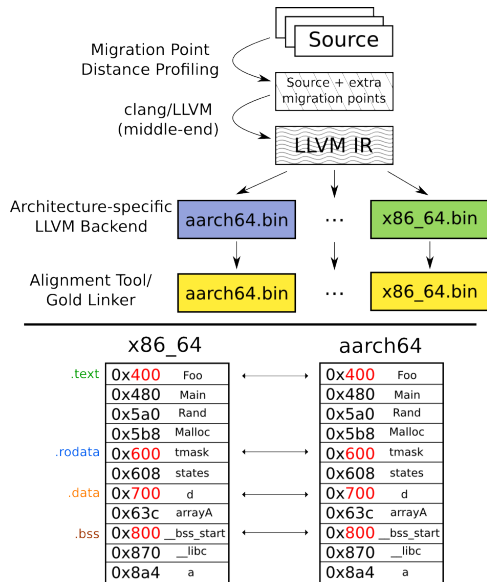 Source
Migration Point
Distance Profiling
Source + extra
migration points
clang/LLVM
(middle-end)
LLVM IR
Architecture-specific
LLVM Backend
aarch64.bin
...
x86_64.bin
Alignment Tool/
Gold Linker
aarch64.bin
...
x86_64.bin
x86_64
aarch64
.text 0x400 Foo 0x400 Foo
0x480 Main 0x480 Main
0x5a0 Rand 0x5a0 Rand
0x5b8 Malloc 0x5b8 Malloc
.rodata 0x600 tmask 0x600 tmask
0x608 states 0x608 states
.data 0x700 d 0x700 d
0x63c arrayA 0x63c arrayA
.bss 0x800 __bss_start 0x800 __bss_start
0x870 __libc 0x870 __libc
0x8a4 a 0x8a4 a